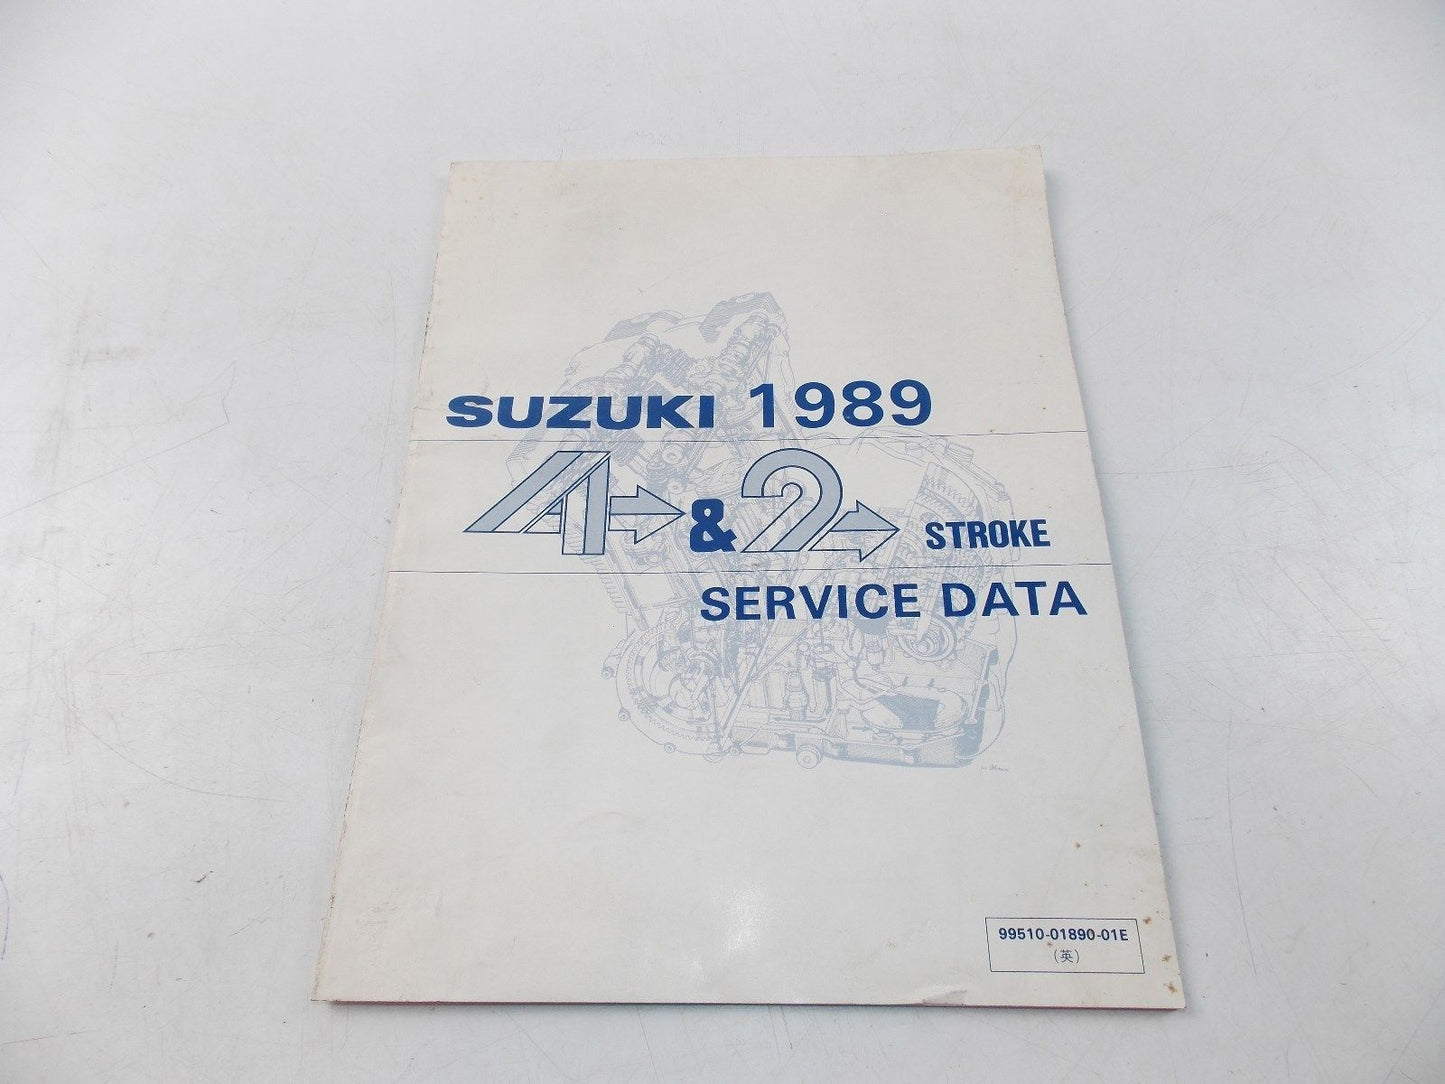 SUZUKI 1989
4 & 2 STROKE
SERVICE DATA
99510-01890-01E
(英)